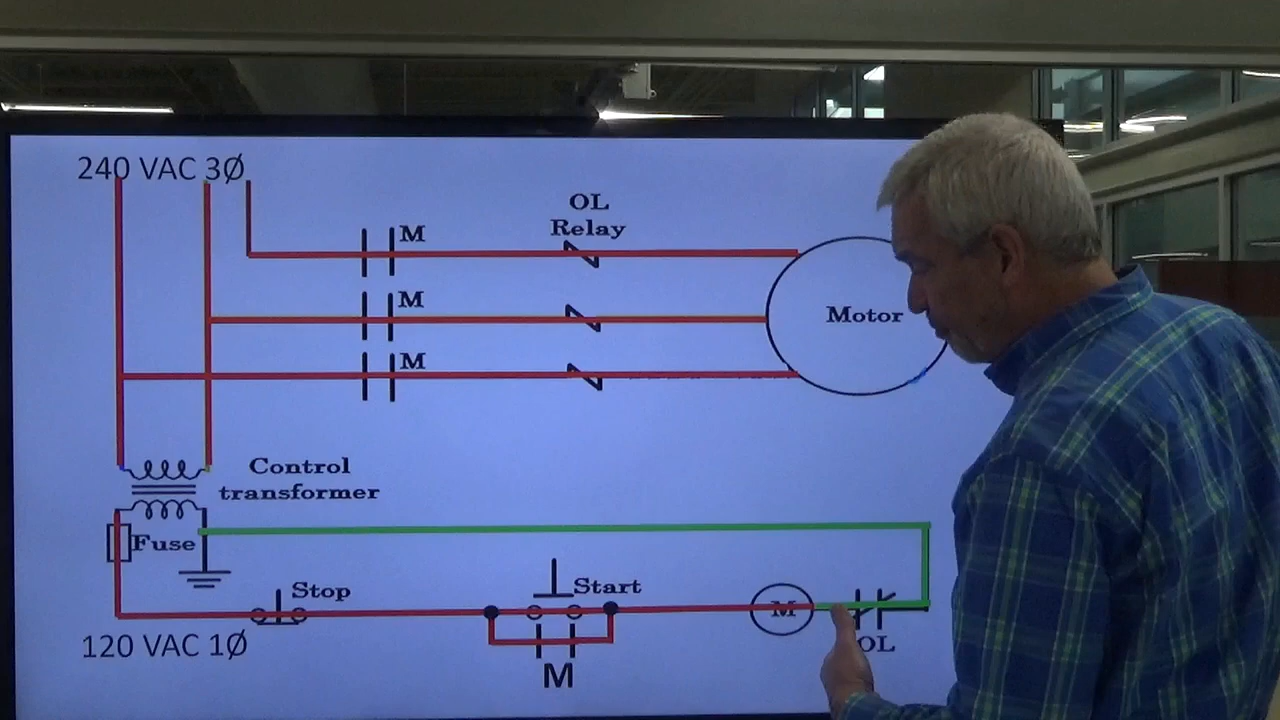 240 VAC 3Ø
OL
Relay
M
M
M
Motor
Control
transformer
Fuse
Stop
Start
M
OL
120 VAC 1Ø
M